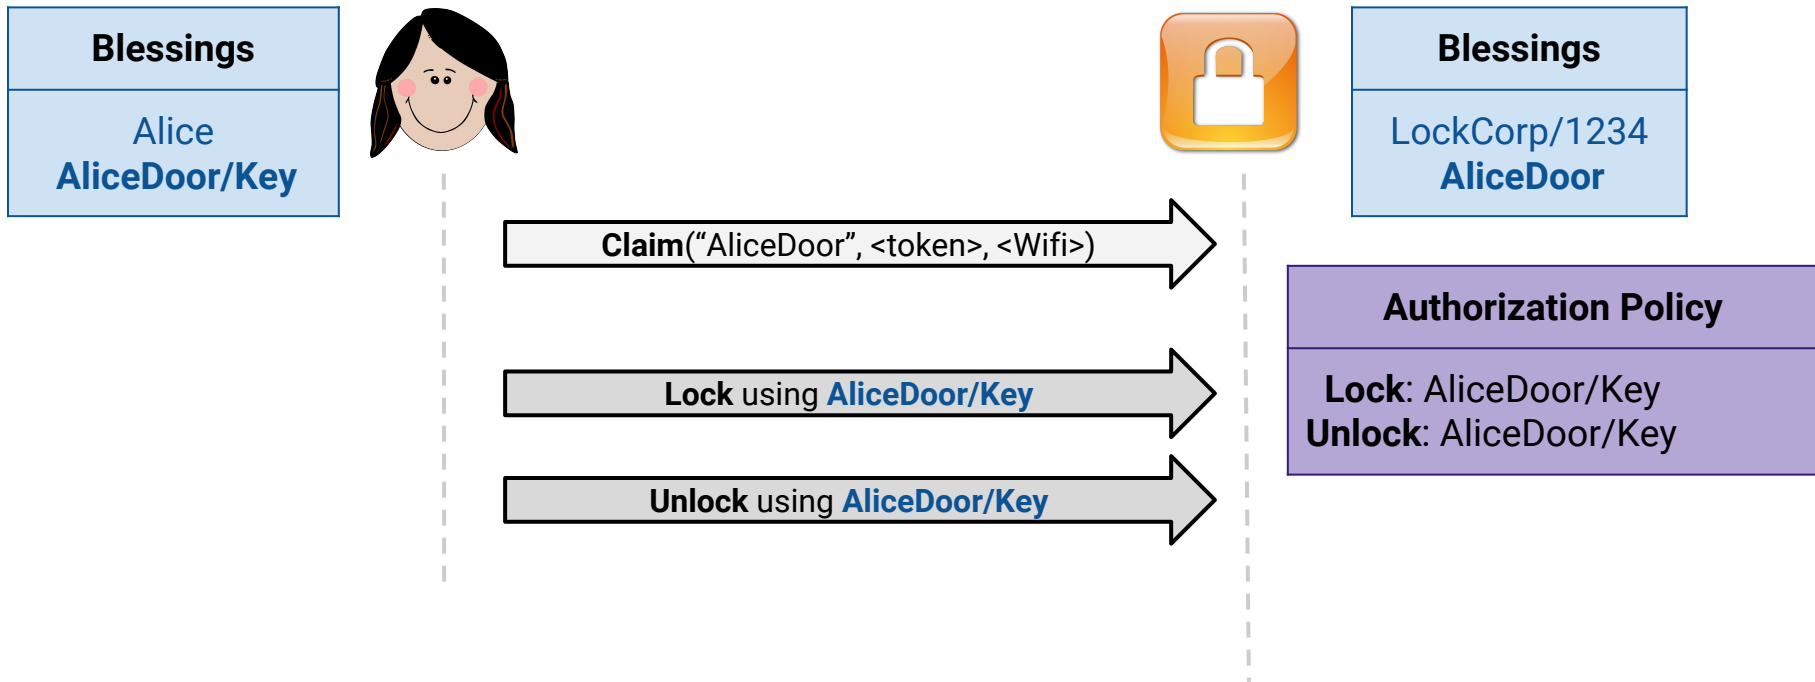 Blessings
Alice
AliceDoor/Key
Blessings
LockCorp/1234
AliceDoor
Claim(“AliceDoor”, <token>, <Wifi>)
Authorization Policy
Lock: AliceDoor/Key
Unlock: AliceDoor/Key
Lock using AliceDoor/Key
Unlock using AliceDoor/Key